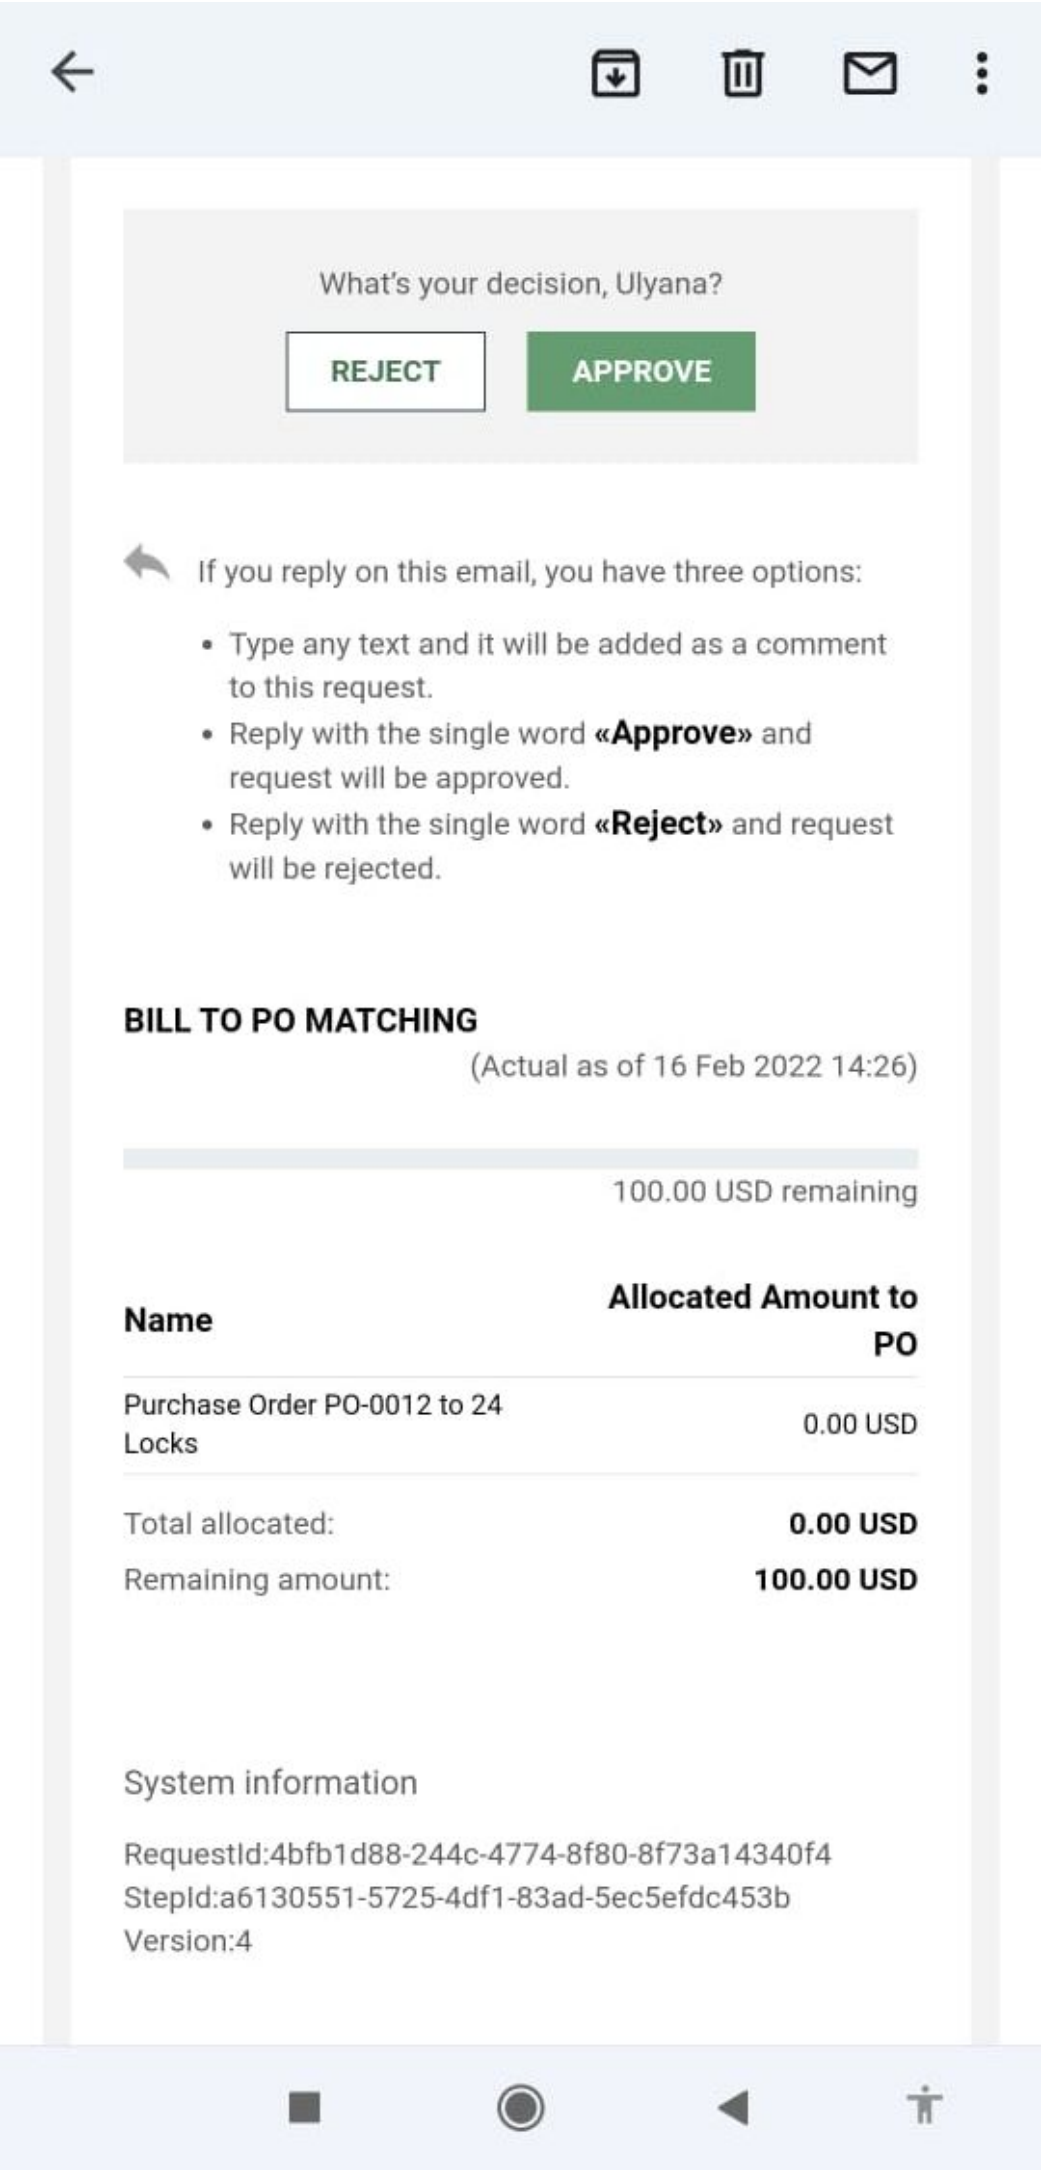 What's your decision, Ulyana?
REJECT
APPROVE
If you reply on this email, you have three options:
• Type any text and it will be added as a comment
to this request.
• Reply with the single word «Approve» and
request will be approved.
• Reply with the single word «Reject» and request
will be rejected.
BILL TO PO MATCHING
(Actual as of 16 Feb 2022 14:26)
100.00 USD remaining
Name
Allocated Amount to
PO
Purchase Order PO-0012 to 24
Locks
0.00 USD
Total allocated:
0.00 USD
Remaining amount:
100.00 USD
System information
RequestId:4bfb1d88-244c-4774-8f80-8f73a14340f4
StepId:a6130551-5725-4df1-83ad-5ec5efdc453b
Version:4